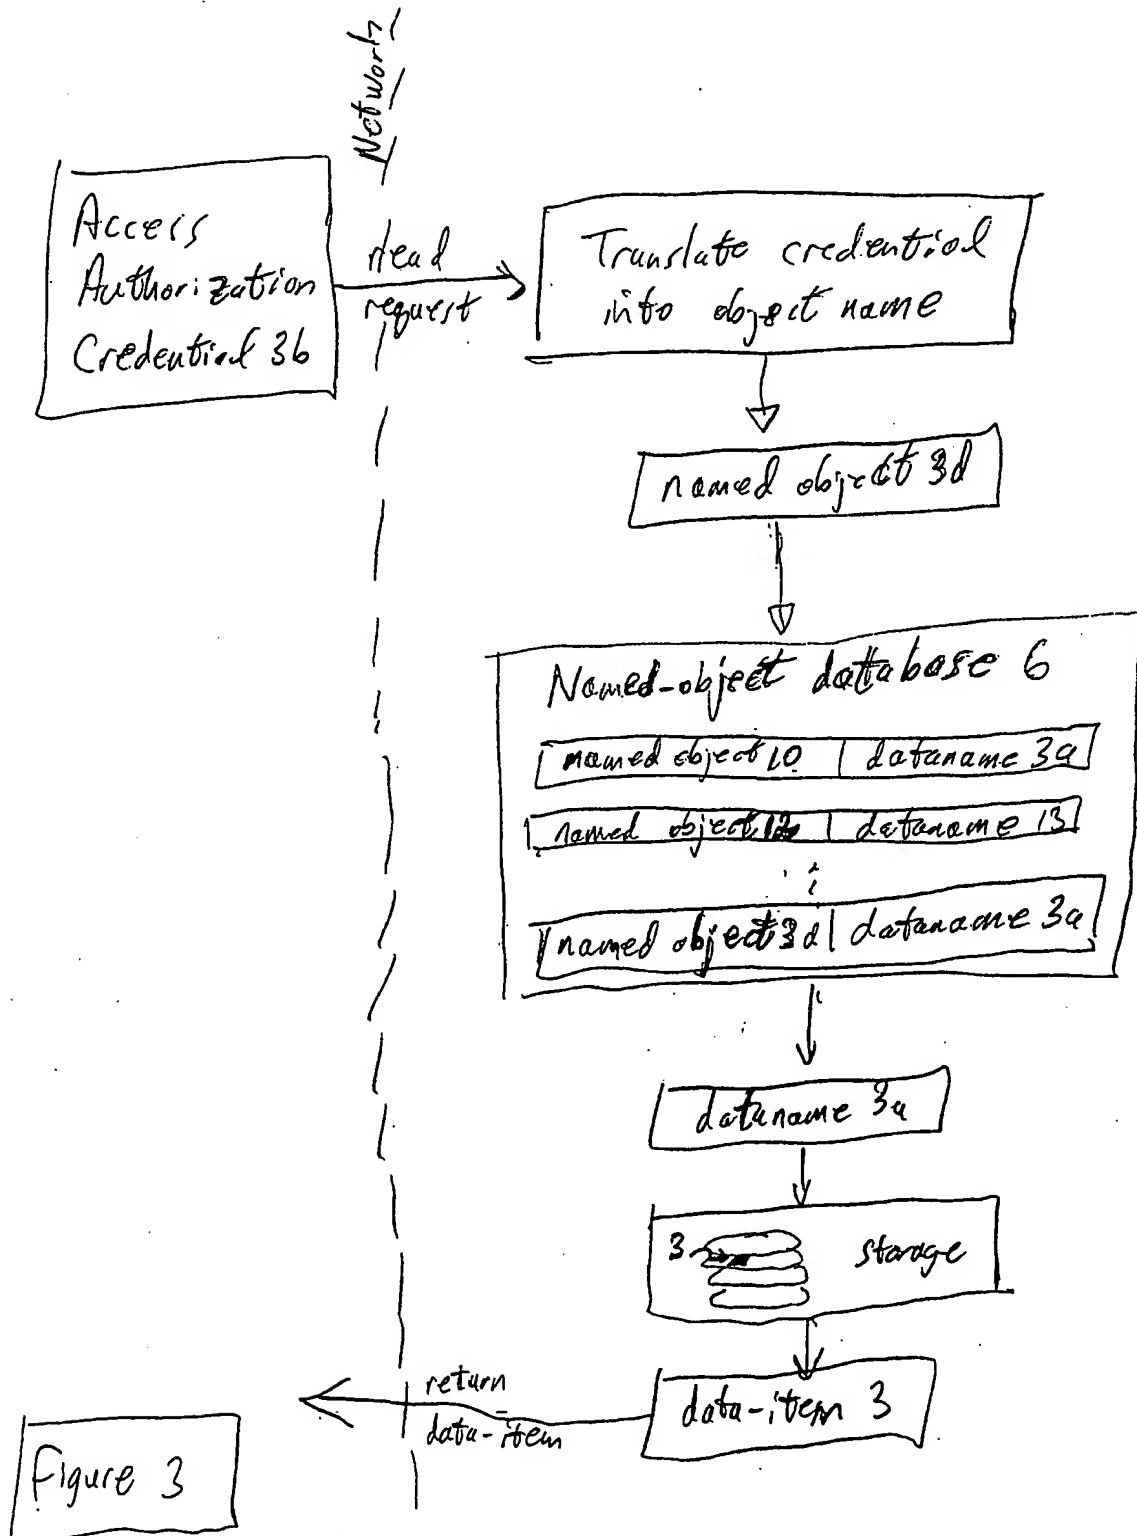 Network
Access
Authorization
Credential 3b
read
request
Translate credential
into object name
named object 3d
Named-object database 6
named object 10 | dataname 3a
named object | dataname 13
named object 3d | dataname 3a
dataname 3a
3
storage
return
data-item
data-item 3
Figure 3